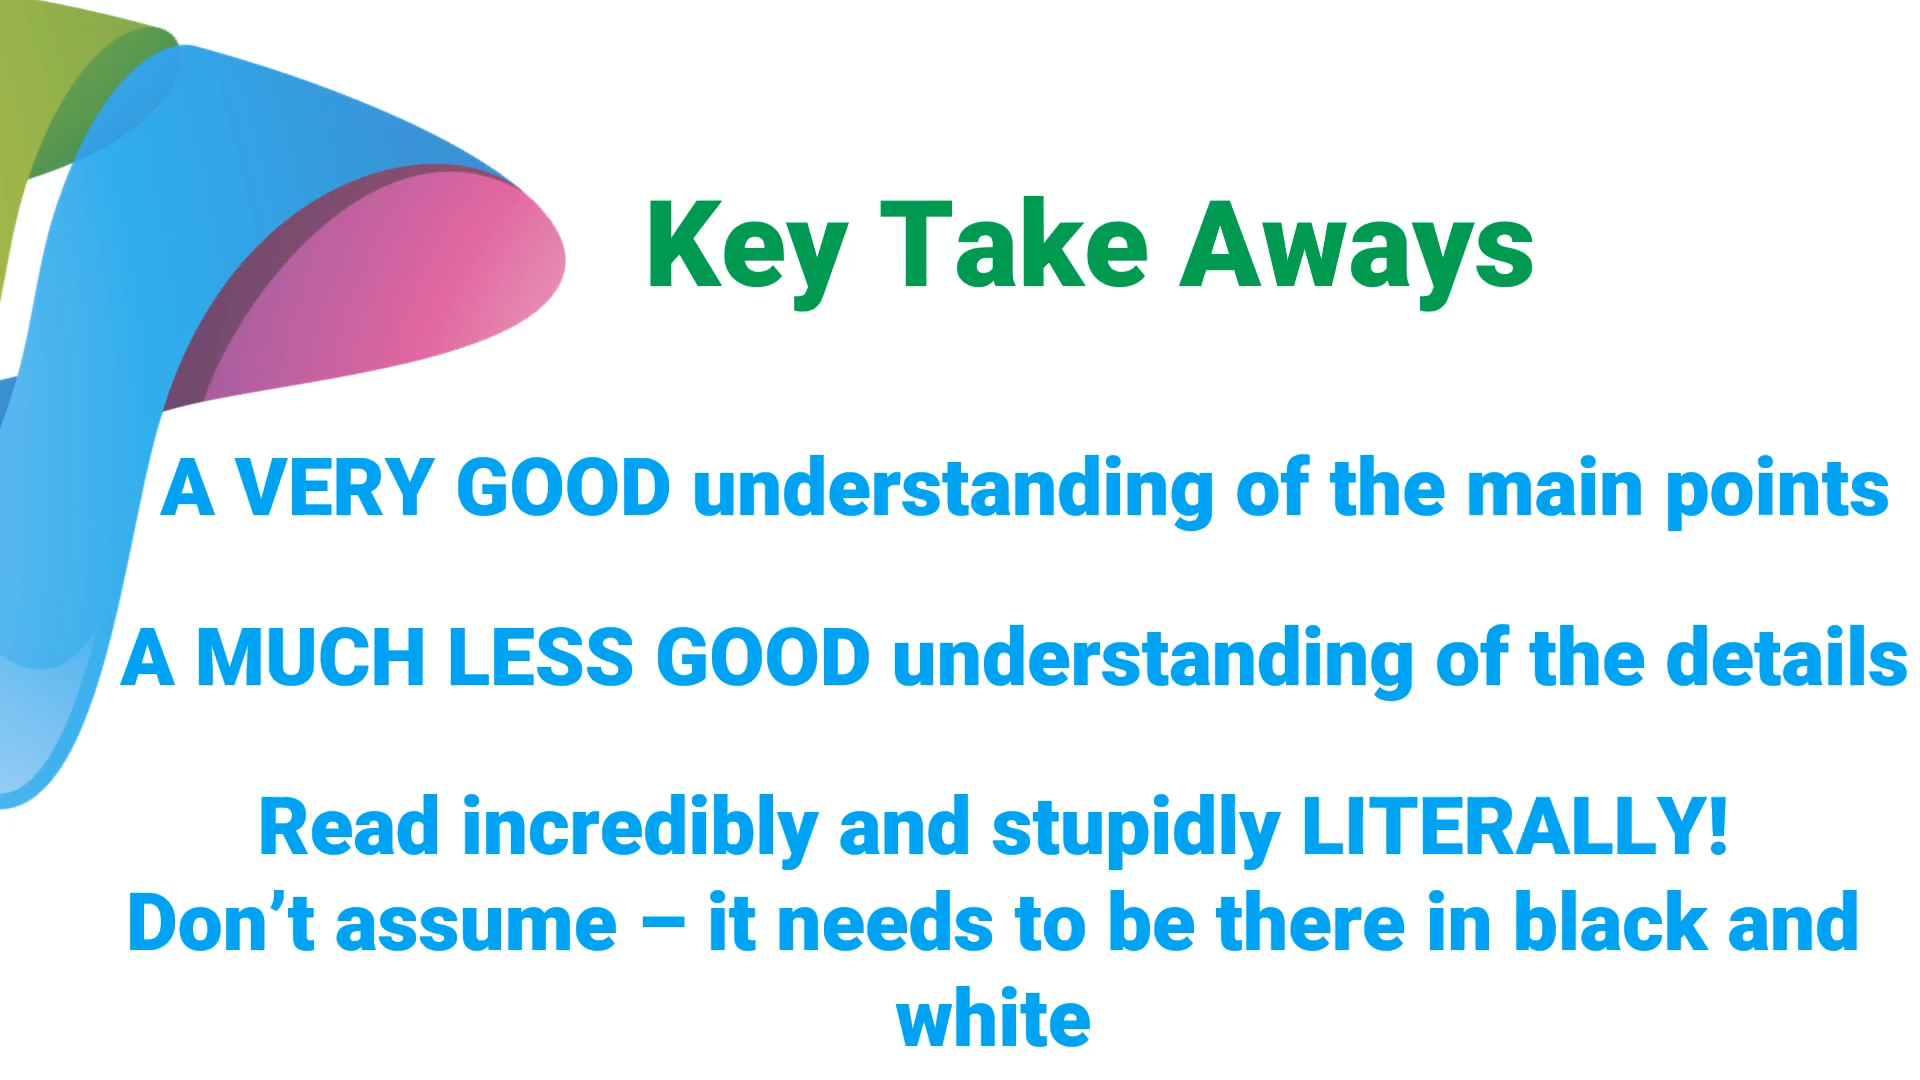 Key Take Aways
A VERY GOOD understanding of the main points
A MUCH LESS GOOD understanding of the details
Read incredibly and stupidly LITERALLY!
Don’t assume – it needs to be there in black and
white